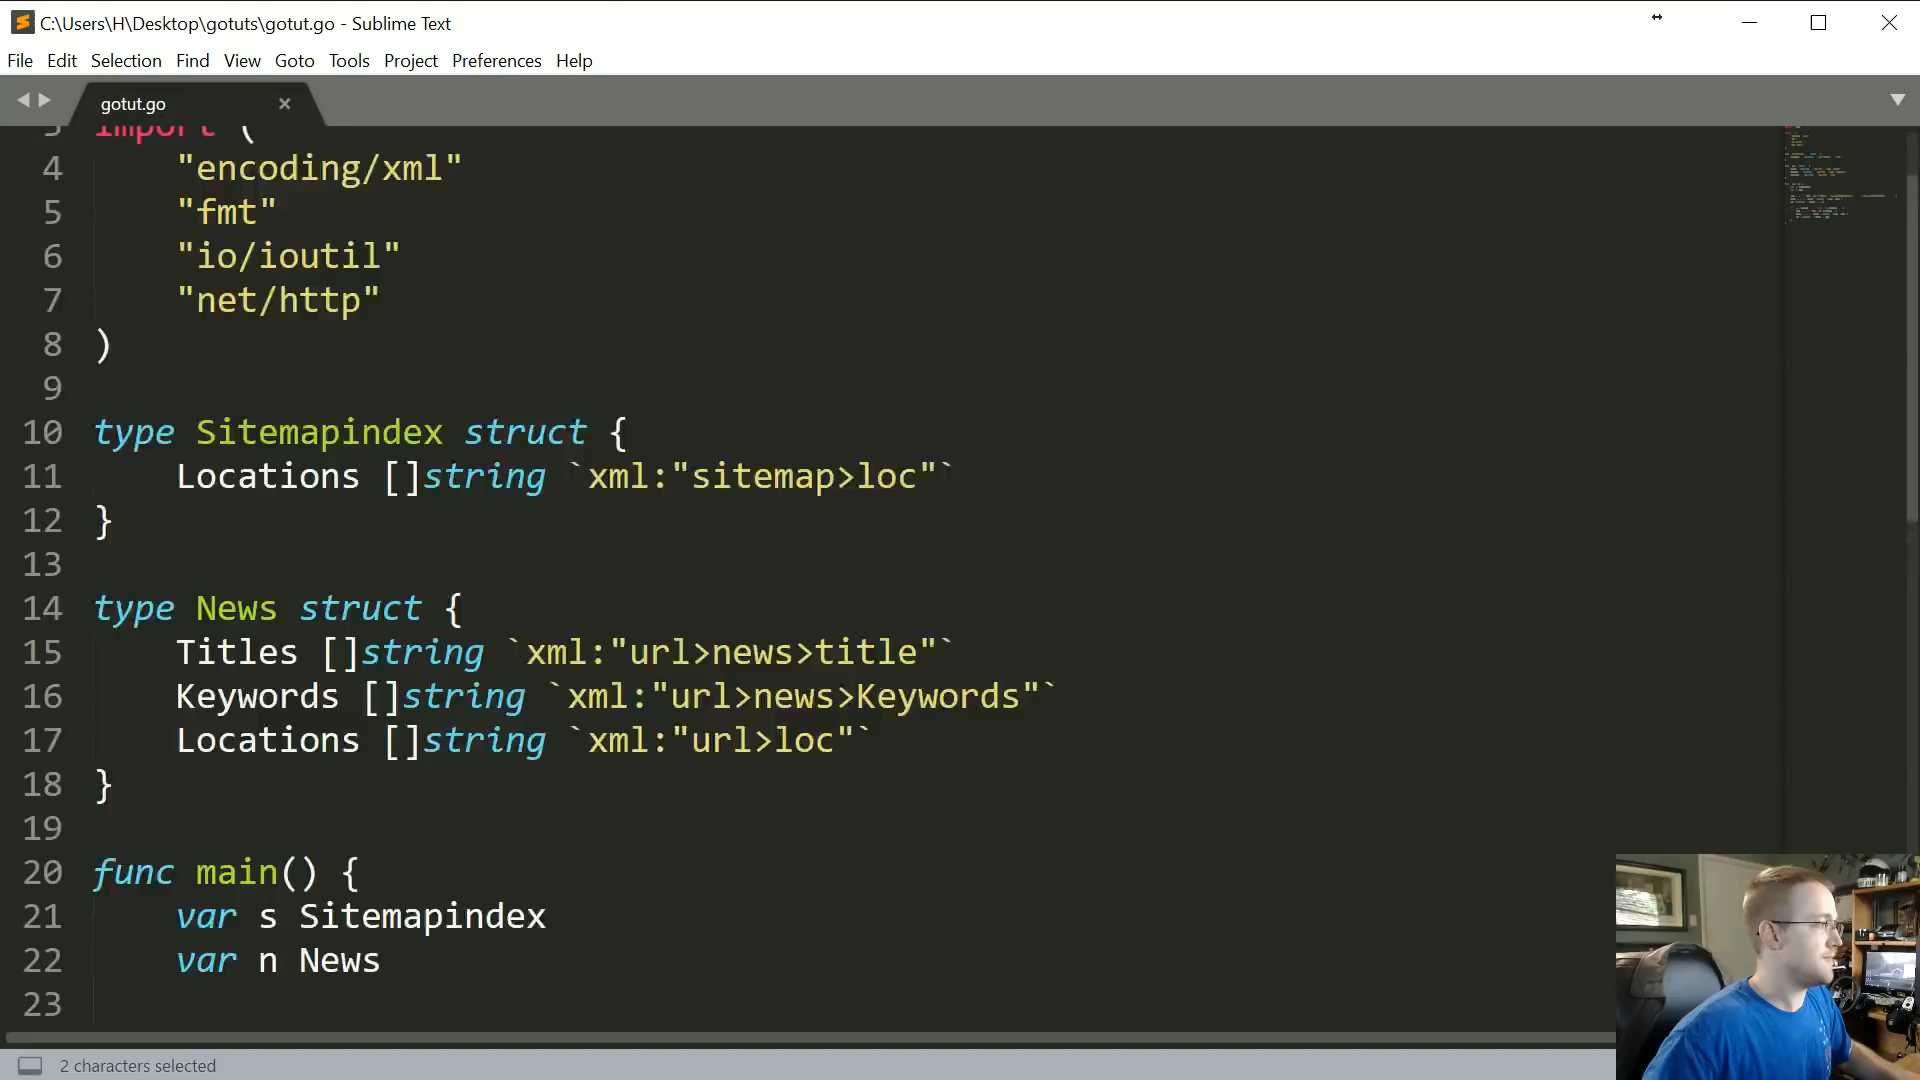 C:\Users\H\Desktop\gotuts\gotut.go - Sublime Text
File Edit Selection Find View Goto Tools Project Preferences Help
gotut.go
3 import (
4 "encoding/xml"
5 "fmt"
6 "io/ioutil"
7 "net/http"
8 )
9
10 type Sitemapindex struct {
11 Locations []string `xml:"sitemap>loc"`
12 }
13
14 type News struct {
15 Titles []string `xml:"url>news>title"`
16 Keywords []string `xml:"url>news>Keywords"`
17 Locations []string `xml:"url>loc"`
18 }
19
20 func main() {
21 var s Sitemapindex
22 var n News
23
2 characters selected